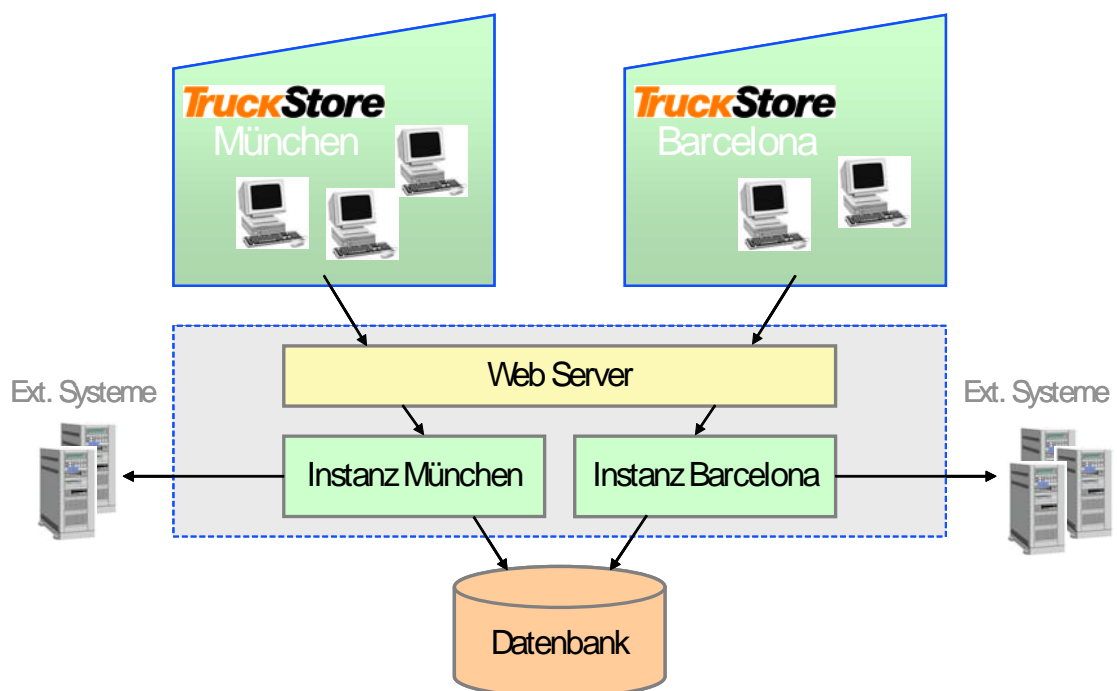 TruckStore
München
TruckStore
Barcelona
Web Server
Ext. Systeme
Ext. Systeme
Instanz München
Instanz Barcelona
Datenbank